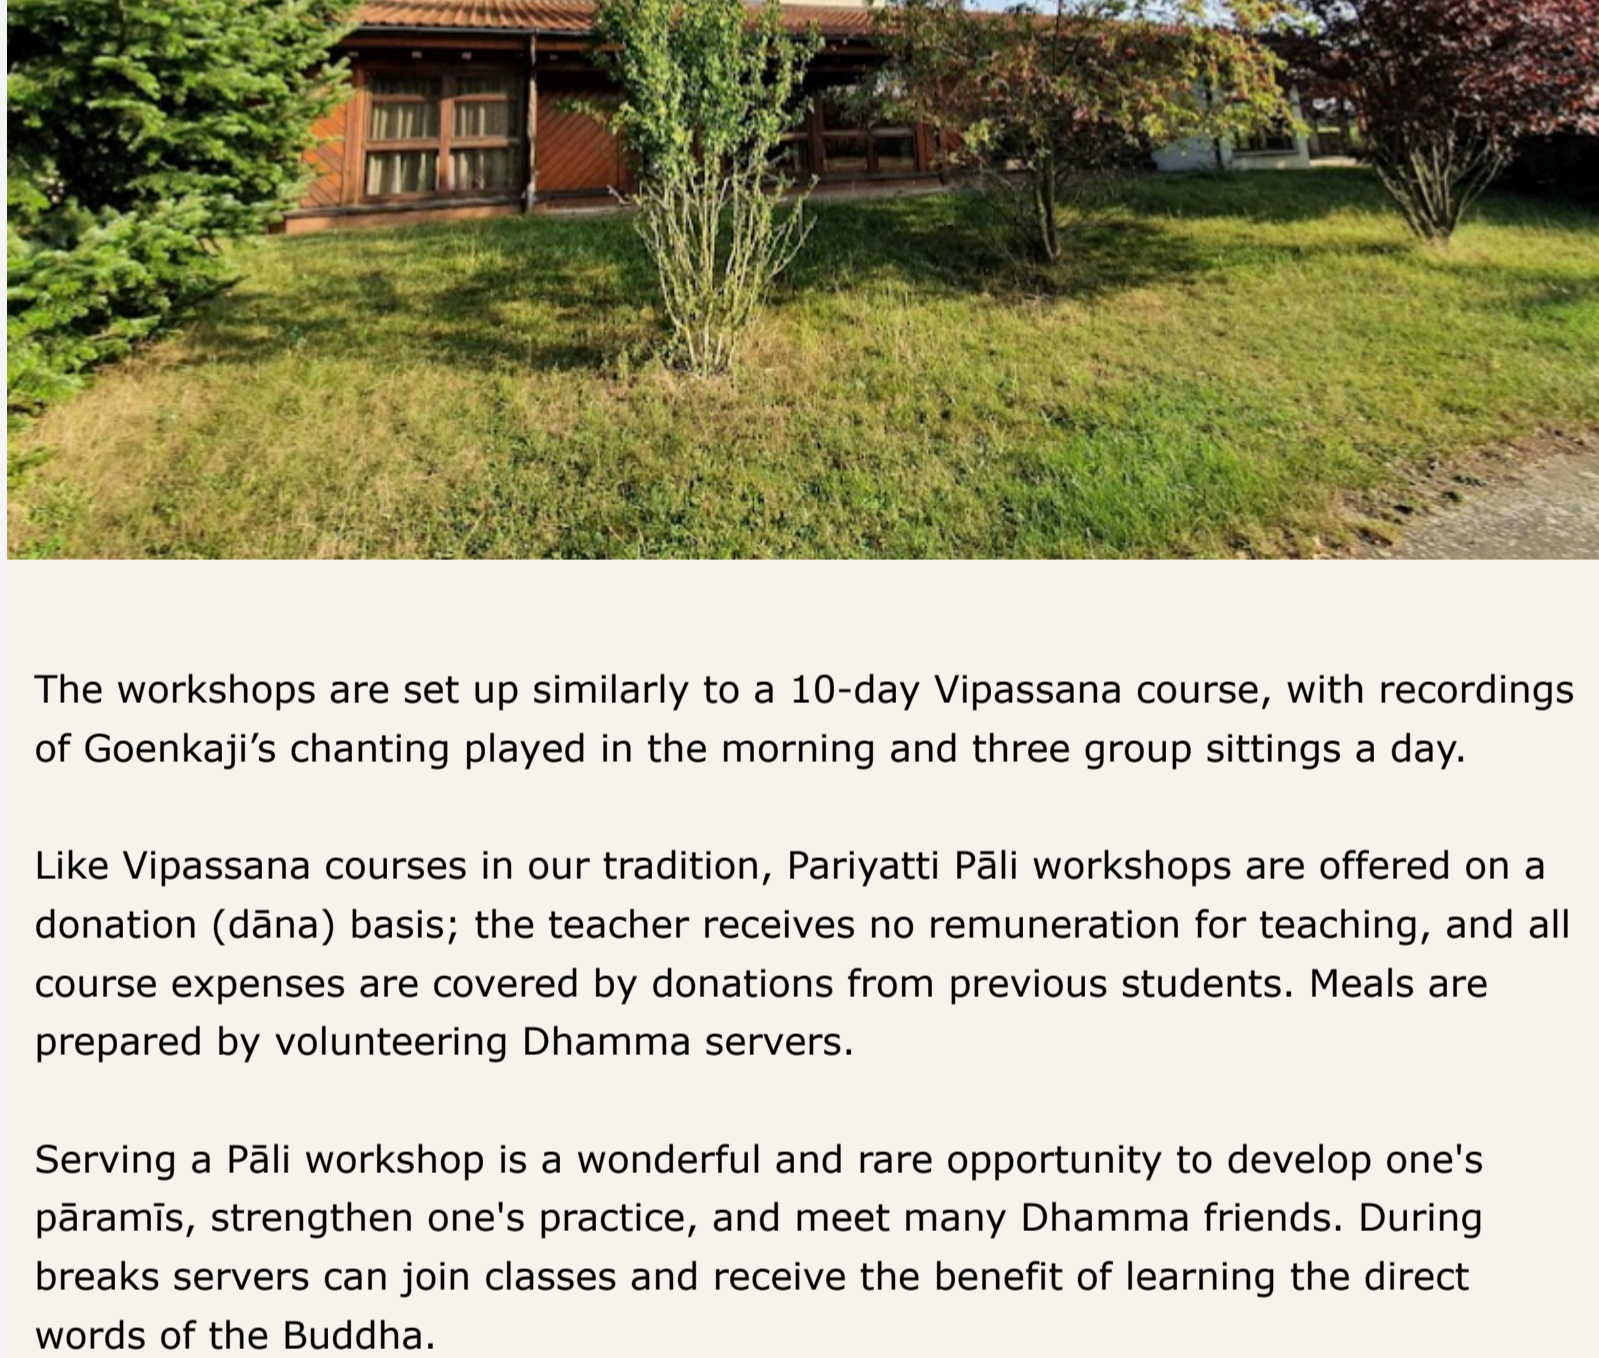 The workshops are set up similarly to a 10-day Vipassana course, with recordings
of Goenkaji’s chanting played in the morning and three group sittings a day.
Like Vipassana courses in our tradition, Pariyatti Pāli workshops are offered on a
donation (dāna) basis; the teacher receives no remuneration for teaching, and all
course expenses are covered by donations from previous students. Meals are
prepared by volunteering Dhamma servers.
Serving a Pāli workshop is a wonderful and rare opportunity to develop one's
pāramīs, strengthen one's practice, and meet many Dhamma friends. During
breaks servers can join classes and receive the benefit of learning the direct
words of the Buddha.